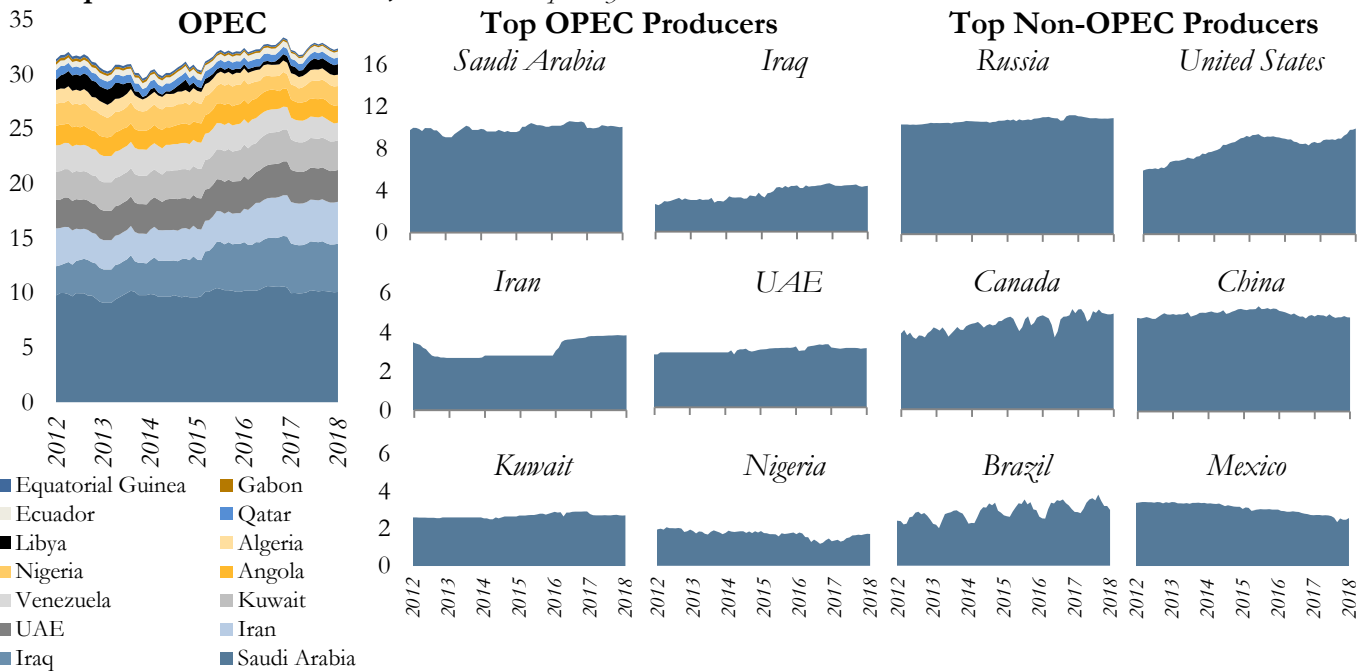 OPEC
Top OPEC Producers
Top Non-OPEC Producers
35
30
25
20
15
10
5
0
2012
2013
2014
2015
2016
2017
2018
Equatorial Guinea
Gabon
Ecuador
Qatar
Libya
Algeria
Nigeria
Angola
Venezuela
Kuwait
UAE
Iran
Iraq
Saudi Arabia
Saudi Arabia
Iraq
Russia
United States
16
12
8
4
0
Iran
UAE
Canada
China
6
4
2
0
Kuwait
Nigeria
Brazil
Mexico
6
4
2
0
2012
2013
2014
2015
2016
2017
2018
2012
2013
2014
2015
2016
2017
2018
2012
2013
2014
2015
2016
2017
2018
2012
2013
2014
2015
2016
2017
2018